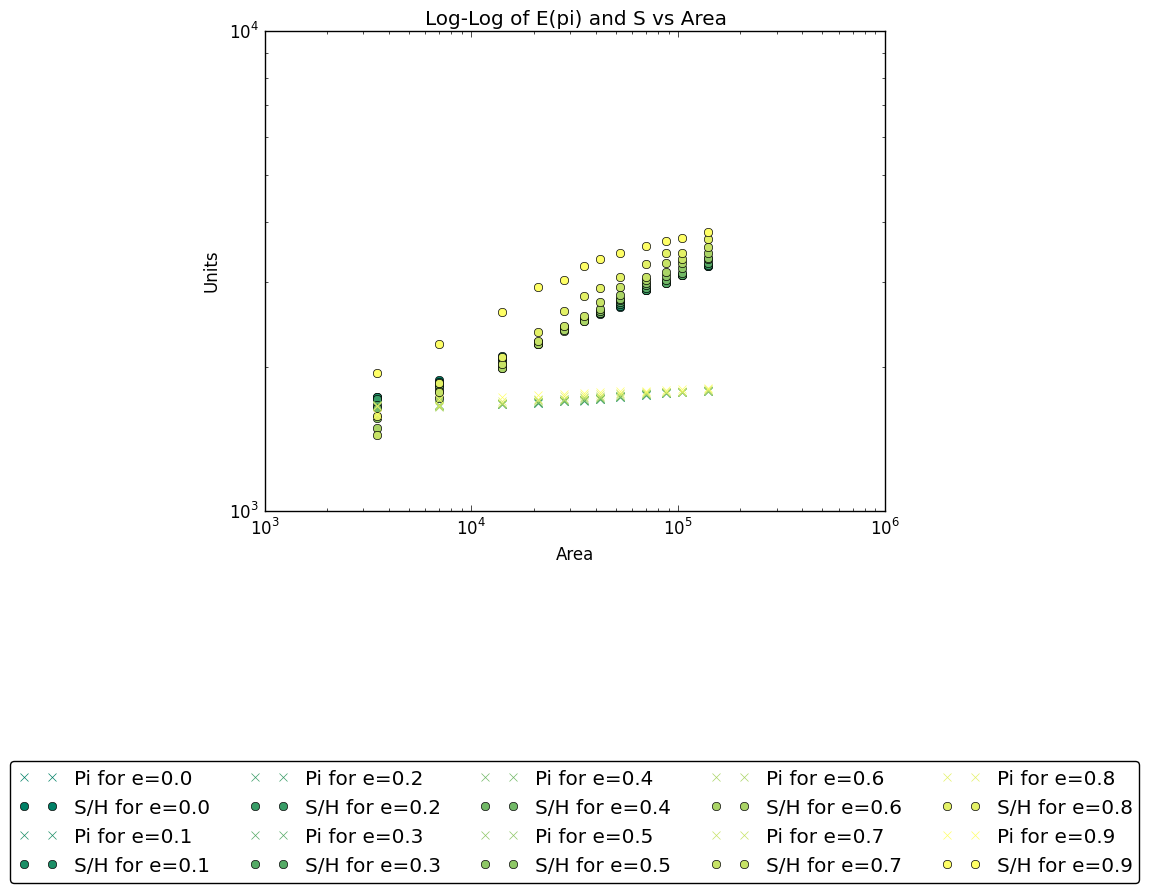 Log-Log of E(pi) and S vs Area
10^4
Units
10^3
10^3 10^4 10^5 10^6
Area
Pi for e=0.0 Pi for e=0.2 Pi for e=0.4 Pi for e=0.6 Pi for e=0.8
S/H for e=0.0 S/H for e=0.2 S/H for e=0.4 S/H for e=0.6 S/H for e=0.8
Pi for e=0.1 Pi for e=0.3 Pi for e=0.5 Pi for e=0.7 Pi for e=0.9
S/H for e=0.1 S/H for e=0.3 S/H for e=0.5 S/H for e=0.7 S/H for e=0.9